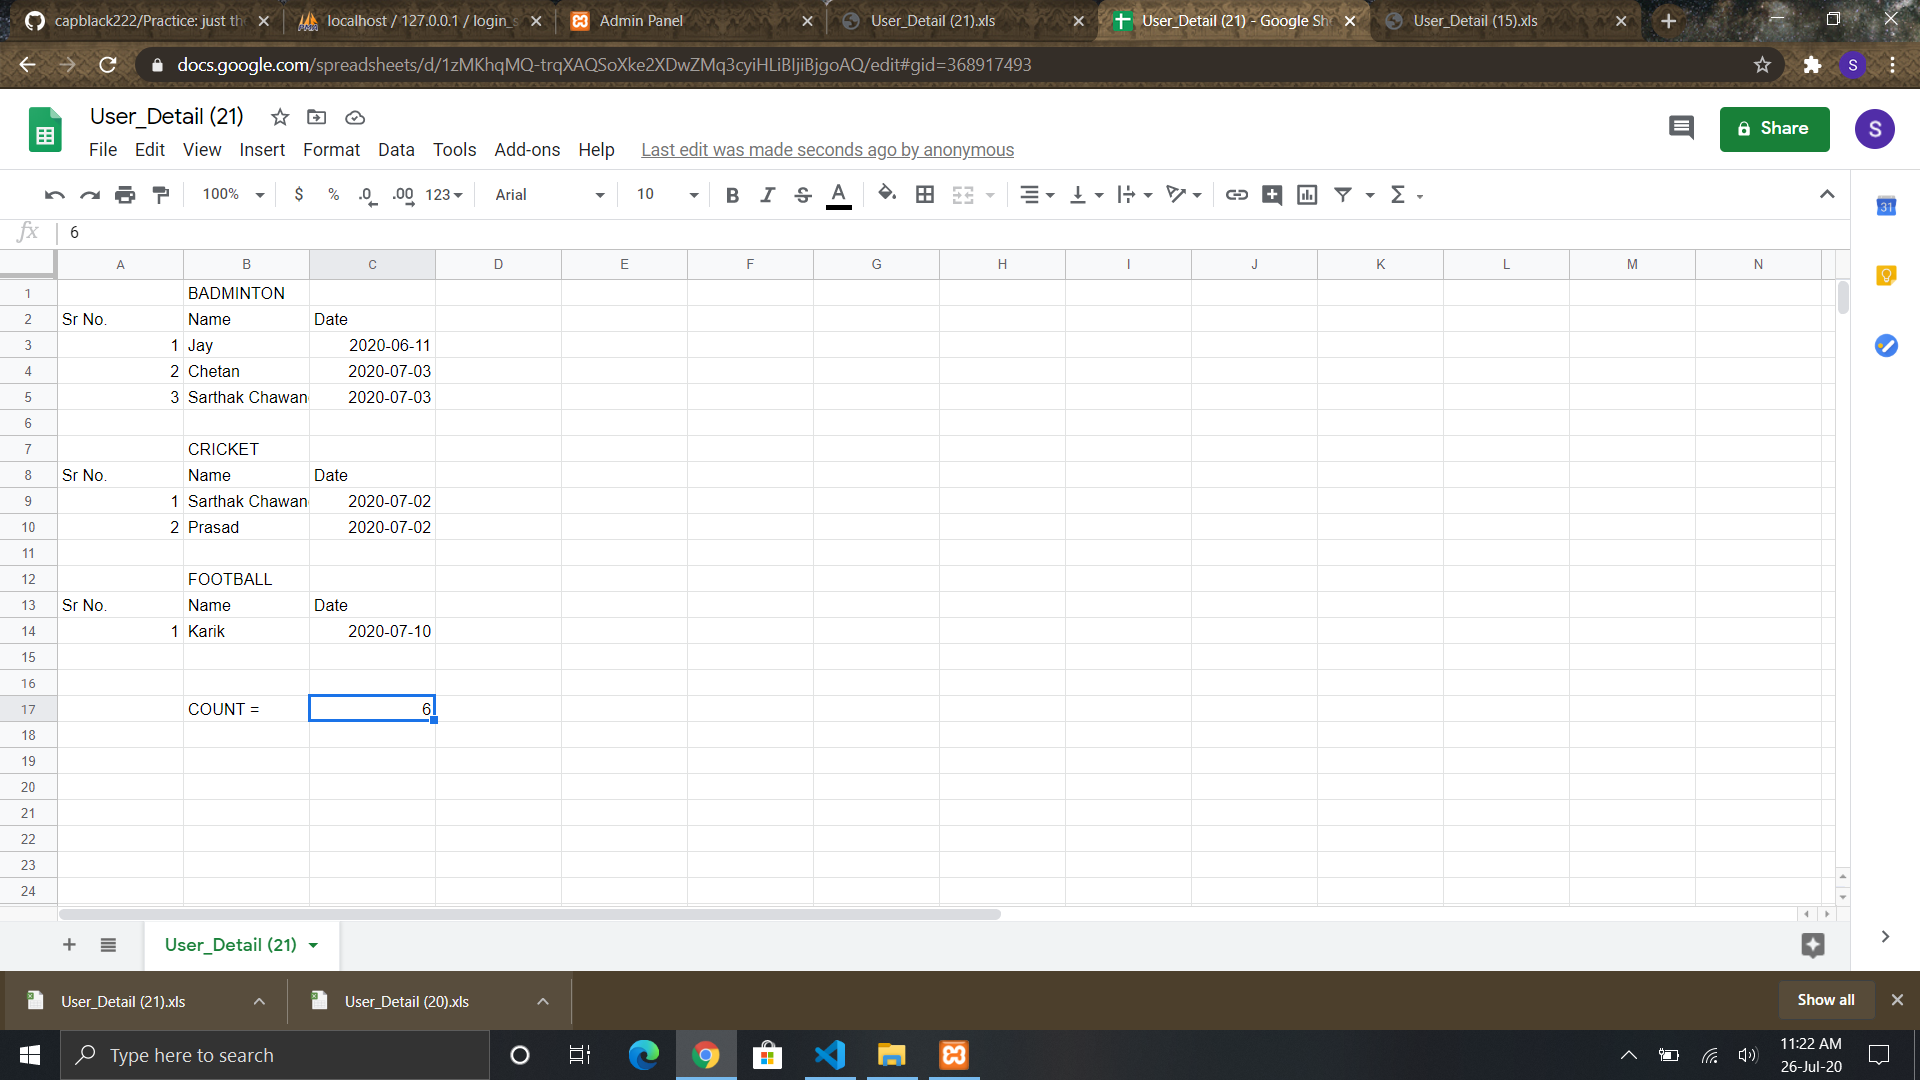 capblack222/Practice: just th
localhost / 127.0.0.1 / login_s
Admin Panel
User_Detail (21).xls
User_Detail (21) - Google Sh
User_Detail (15).xls
docs.google.com/spreadsheets/d/1zMKhqMQ-trqXAQSoXke2XDwZMq3cyiHLiBIjiBjgoAQ/edit#gid=368917493
S
User_Detail (21)
File Edit View Insert Format Data Tools Add-ons Help Last edit was made seconds ago by anonymous
Share
S
100% $ % .0 .00 123 Arial 10 B I S A Σ
31
fx 6
A B C D E F G H I J K L M N
1 BADMINTON
2 Sr No. Name Date
3 1 Jay 2020-06-11
4 2 Chetan 2020-07-03
5 3 Sarthak Chawan 2020-07-03
6
7 CRICKET
8 Sr No. Name Date
9 1 Sarthak Chawan 2020-07-02
10 2 Prasad 2020-07-02
11
12 FOOTBALL
13 Sr No. Name Date
14 1 Karik 2020-07-10
15
16
17 COUNT = 6
18
19
20
21
22
23
24
User_Detail (21)
User_Detail (21).xls
User_Detail (20).xls
Show all
Type here to search
11:22 AM
26-Jul-20